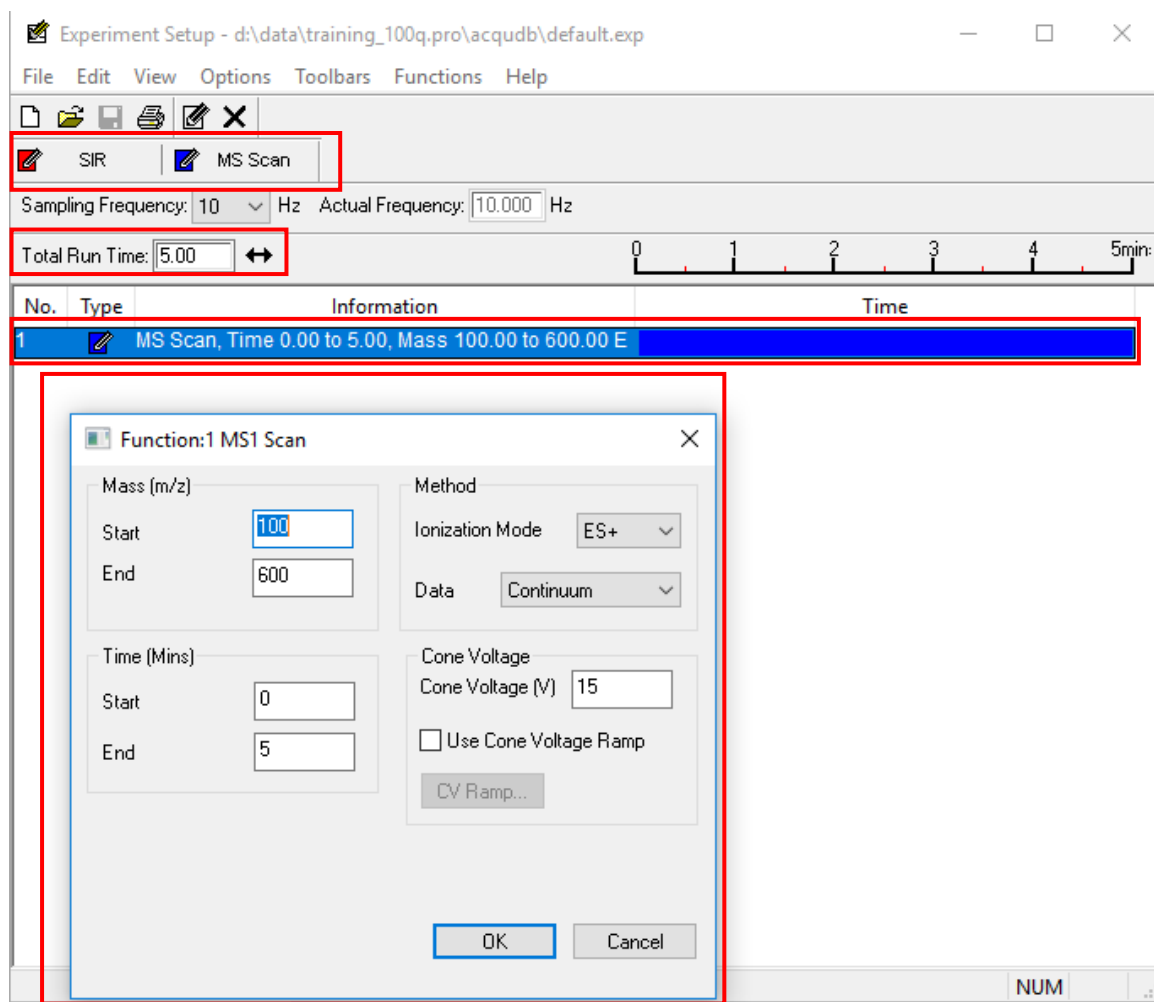 Experiment Setup - d:\data\training_100q.pro\acqudb\default.exp
File Edit View Options Toolbars Functions Help
SIR MS Scan
Sampling Frequency: 10 Hz Actual Frequency: 10.000 Hz
Total Run Time: 5.00 0 1 2 3 4 5min:
No. Type Information Time
1 MS Scan, Time 0.00 to 5.00, Mass 100.00 to 600.00 E
Function:1 MS1 Scan
Mass (m/z)
Start 100
End 600
Method
Ionization Mode ES+
Data Continuum
Time (Mins)
Start 0
End 5
Cone Voltage
Cone Voltage (V) 15
Use Cone Voltage Ramp
CV Ramp...
OK Cancel
NUM